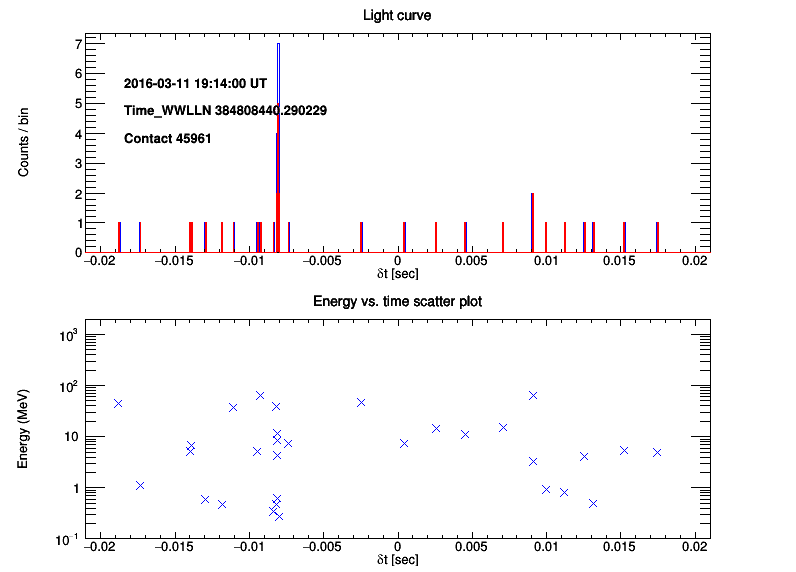 Light curve
7
6
5
4
3
2
1
0
Counts / bin
2016-03-11 19:14:00 UT
Time_WWLLN 384808440.290229
Contact 45961
−0.02 −0.015 −0.01 −0.005 0 0.005 0.01 0.015 0.02
δt [sec]
Energy vs. time scatter plot
10³
10²
10
1
10⁻¹
Energy (MeV)
−0.02 −0.015 −0.01 −0.005 0 0.005 0.01 0.015 0.02
δt [sec]